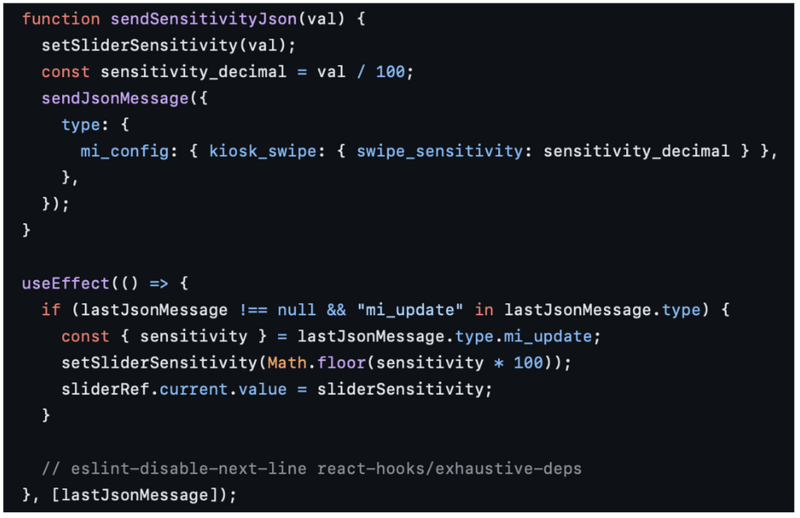 function sendSensitivityJson(val) {
  setSliderSensitivity(val);
  const sensitivity_decimal = val / 100;
  sendJsonMessage({
    type: {
      mi_config: { kiosk_swipe: { swipe_sensitivity: sensitivity_decimal } },
    },
  });
}

useEffect(() => {
  if (lastJsonMessage !== null && "mi_update" in lastJsonMessage.type) {
    const { sensitivity } = lastJsonMessage.type.mi_update;
    setSliderSensitivity(Math.floor(sensitivity * 100));
    sliderRef.current.value = sliderSensitivity;
  }

  // eslint-disable-next-line react-hooks/exhaustive-deps
}, [lastJsonMessage]);